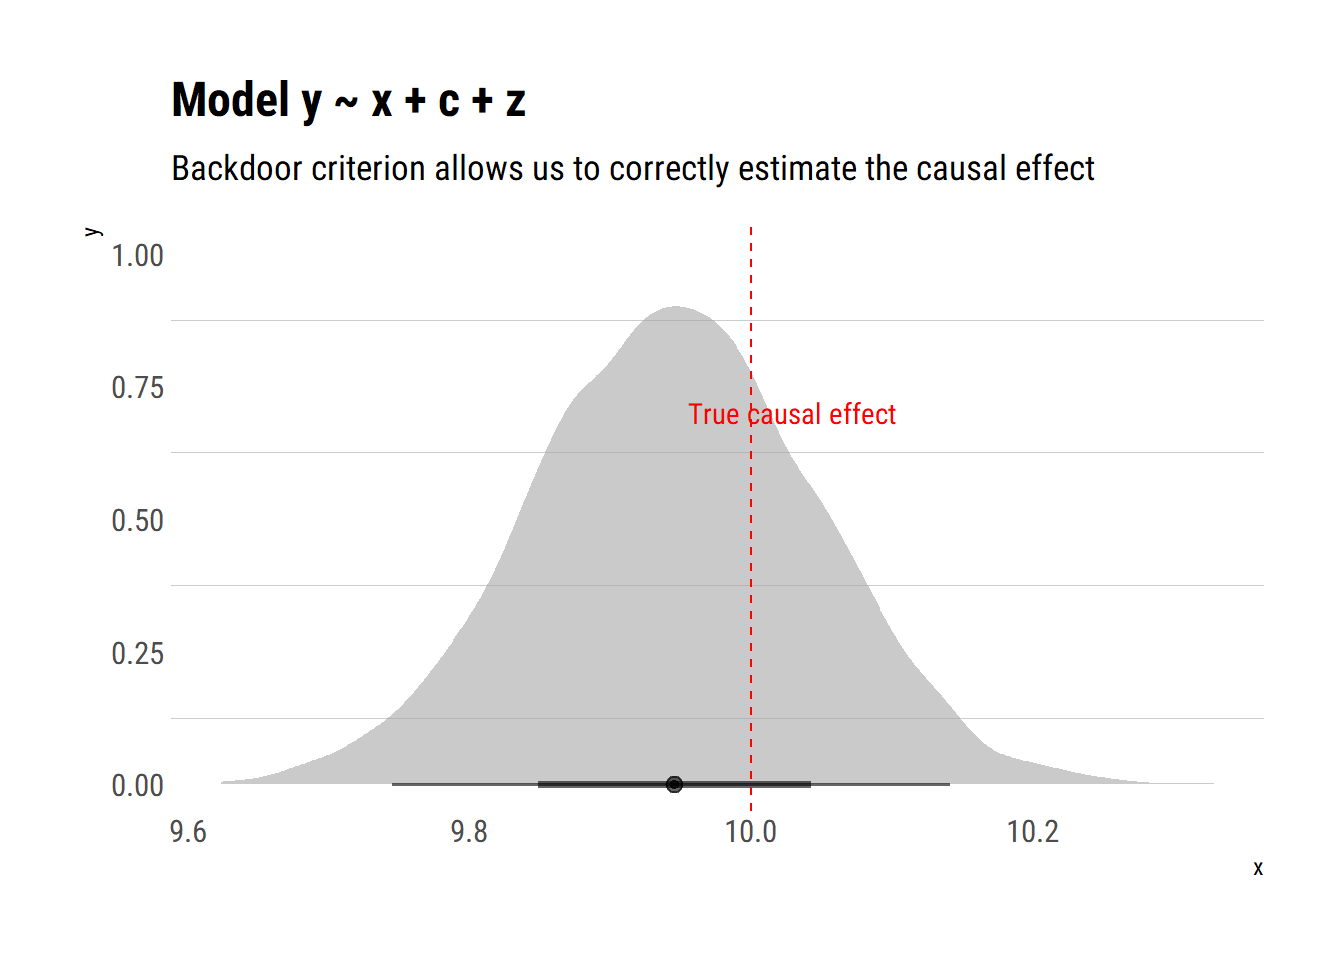 Model y ~ x + c + z
Backdoor criterion allows us to correctly estimate the causal effect
y
1.00
0.75
True causal effect
0.50
0.25
0.00
9.6 9.8 10.0 10.2
x